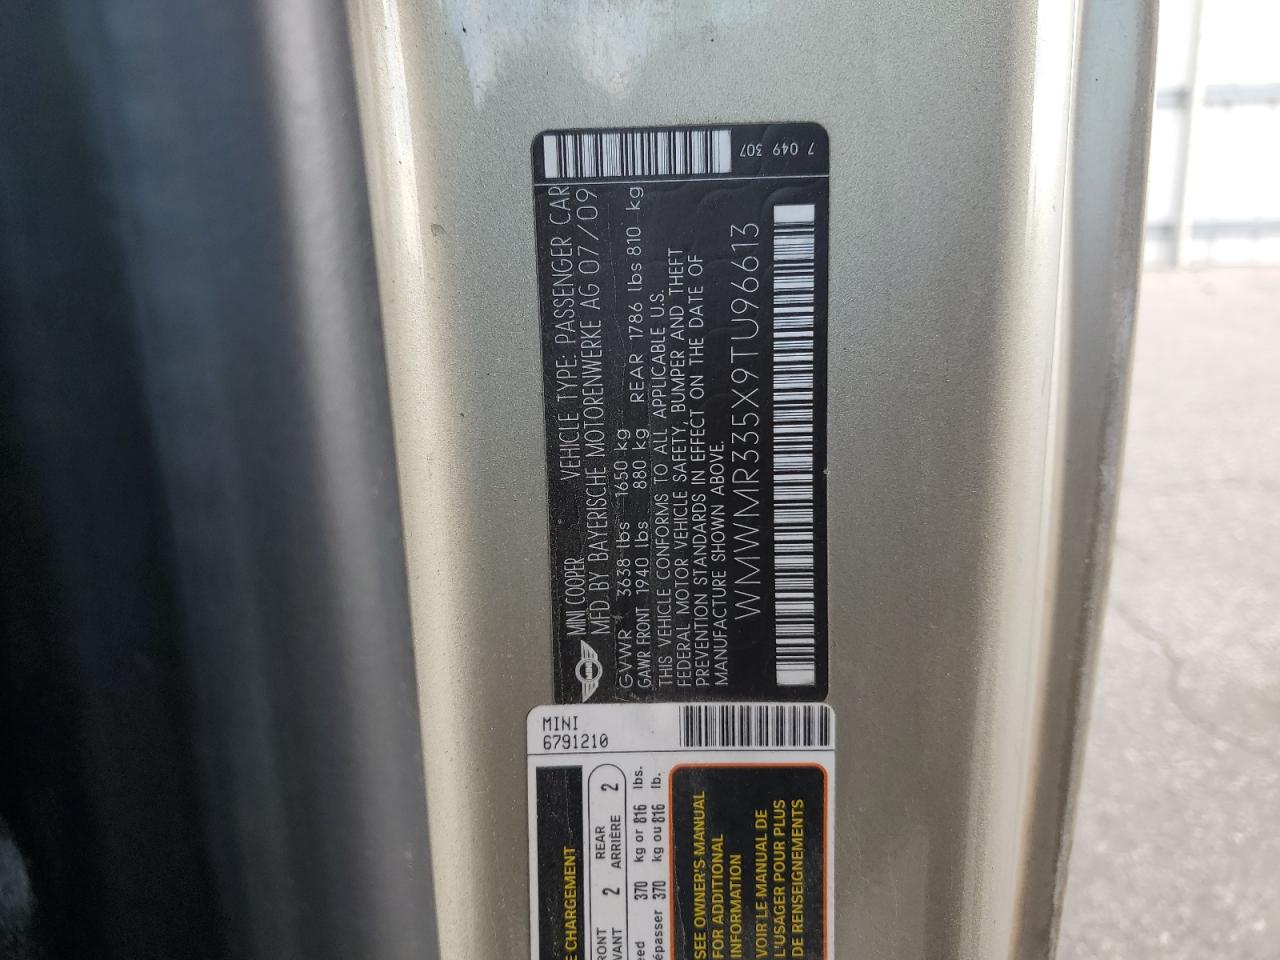 7 049 307
MINI COOPER VEHICLE TYPE: PASSENGER CAR
MFD BY BAYERISCHE MOTORENWERKE AG 07/09
GVWR 3638 lbs 1650 kg
GAWR FRONT 1940 lbs 880 kg REAR 1786 lbs 810 kg
THIS VEHICLE CONFORMS TO ALL APPLICABLE U.S.
FEDERAL MOTOR VEHICLE SAFETY, BUMPER AND THEFT
PREVENTION STANDARDS IN EFFECT ON THE DATE OF
MANUFACTURE SHOWN ABOVE.
WMWMR335X9TU96613
MINI
6791210
E CHARGEMENT
RONT 2 REAR 2
VANT ARRIÈRE
eed 370 kg or 816 lbs.
épasser 370 kg ou 816 lb.
SEE OWNER'S MANUAL
FOR ADDITIONAL
INFORMATION
VOIR LE MANUAL DE
L'USAGER POUR PLUS
DE RENSEIGNEMENTS